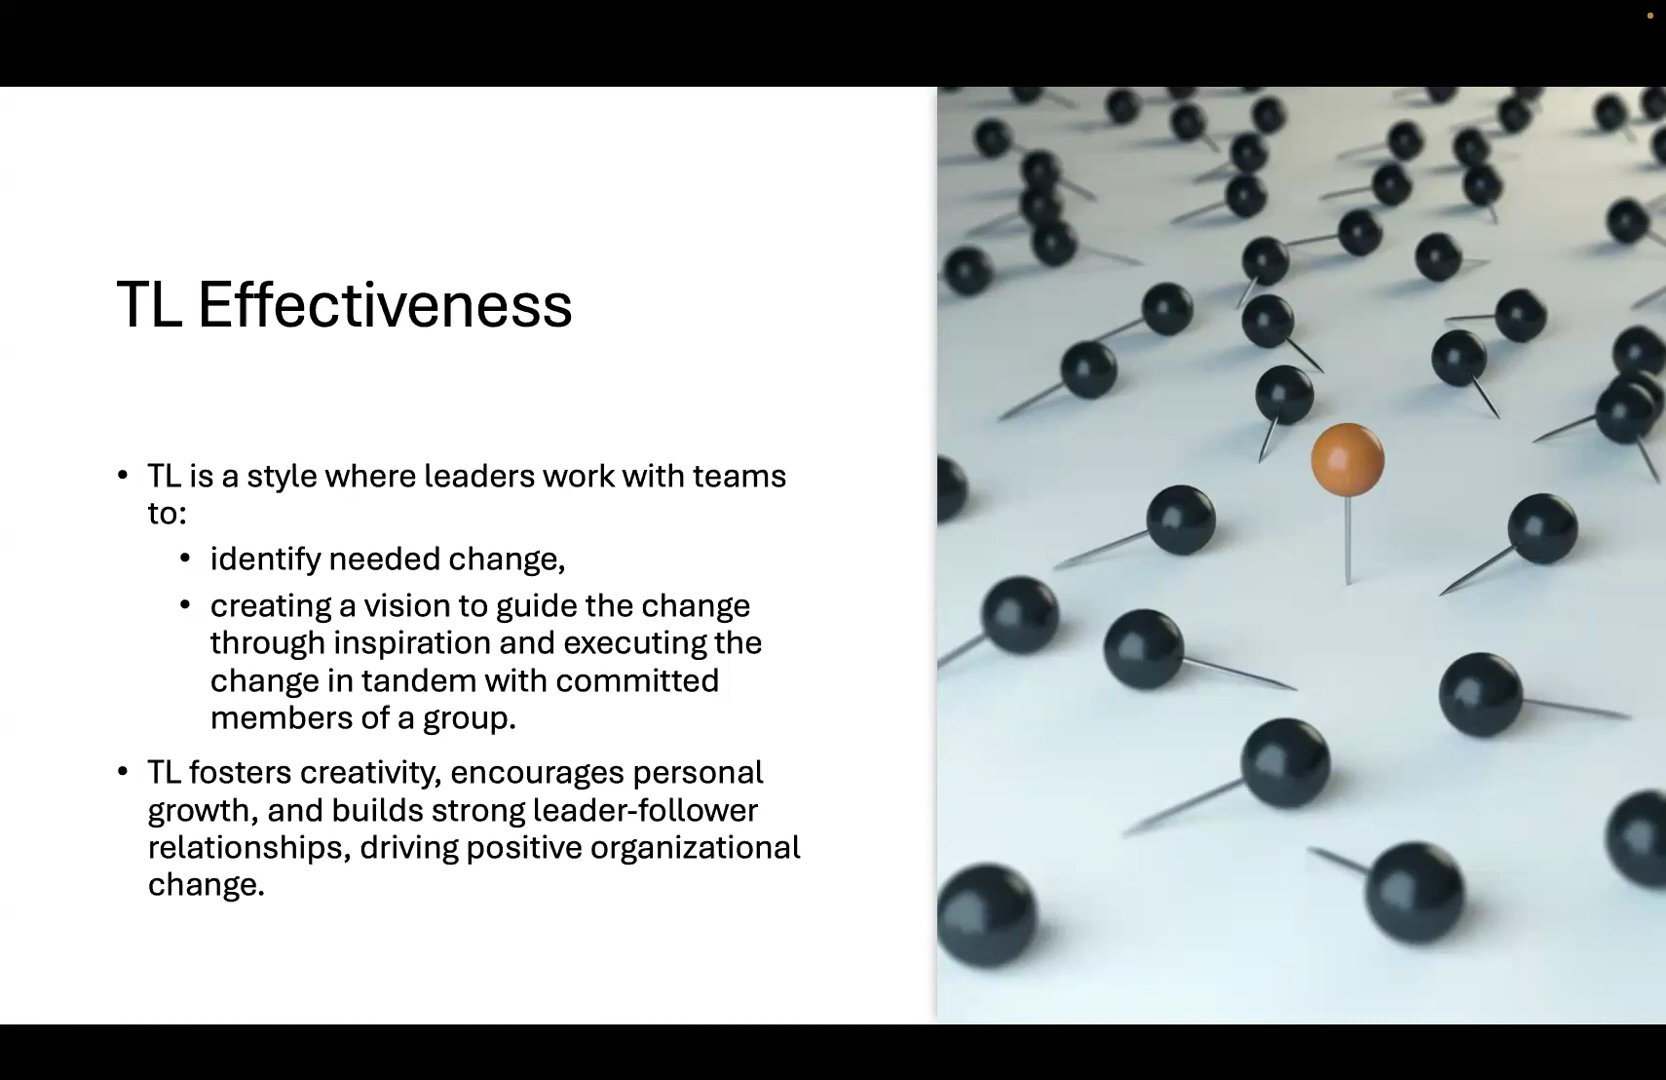 TL Effectiveness
• TL is a style where leaders work with teams
to:
• identify needed change,
• creating a vision to guide the change
through inspiration and executing the
change in tandem with committed
members of a group.
• TL fosters creativity, encourages personal
growth, and builds strong leader-follower
relationships, driving positive organizational
change.